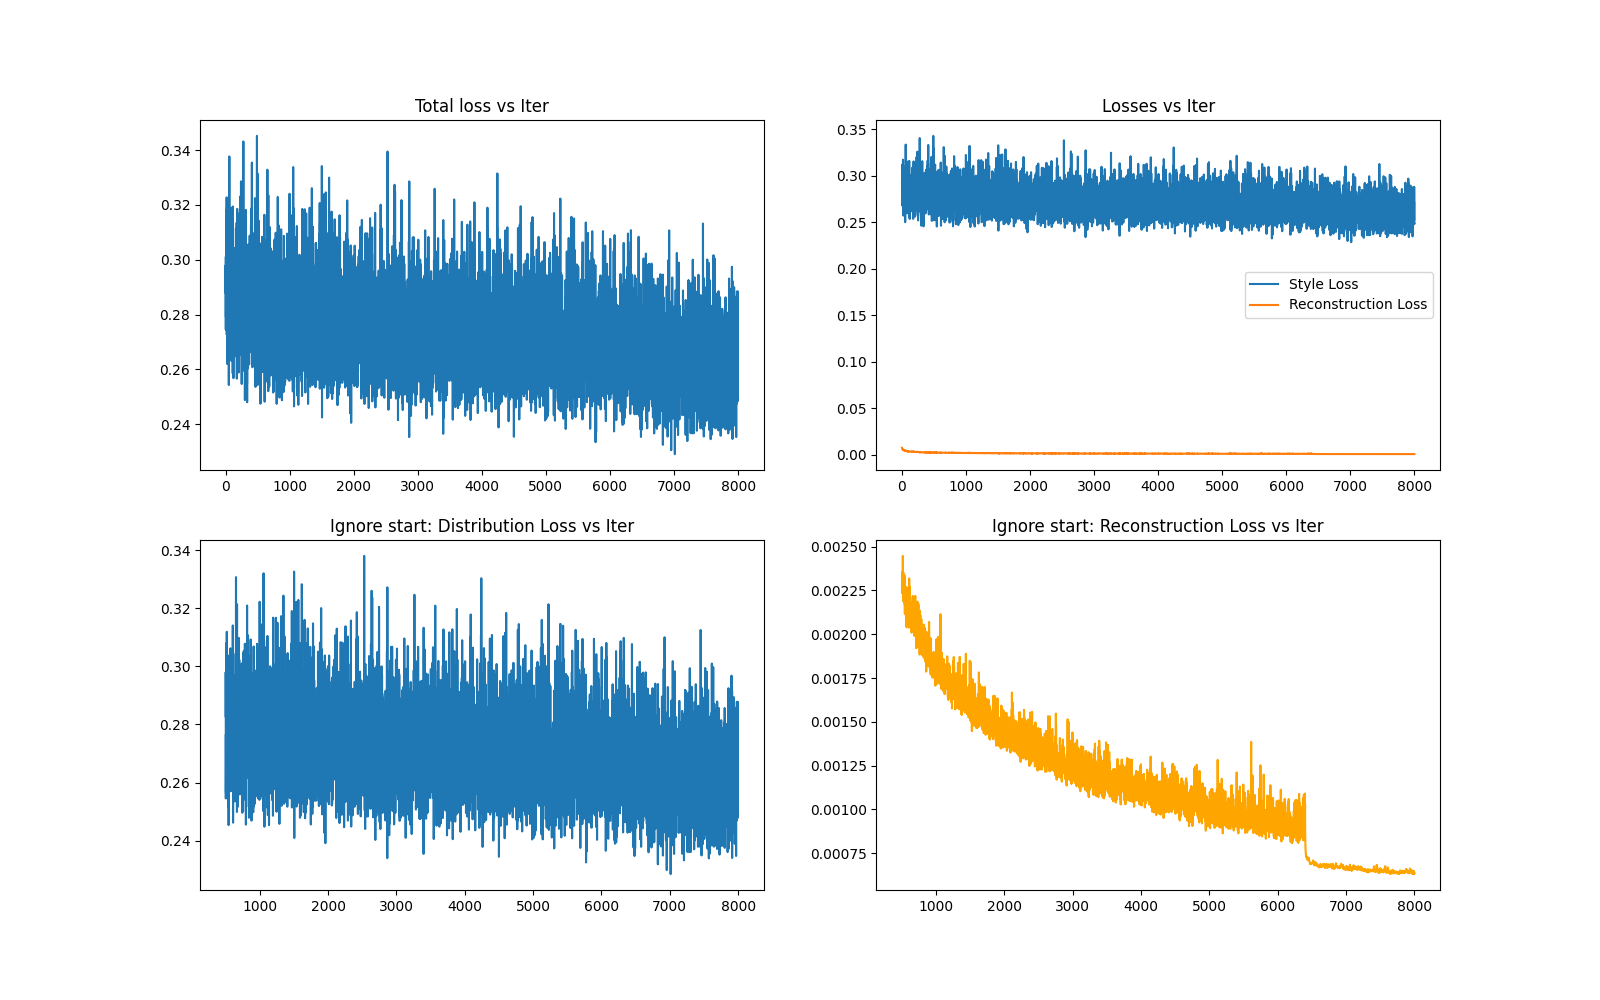 Total loss vs Iter
0.34
0.32
0.30
0.28
0.26
0.24
0 1000 2000 3000 4000 5000 6000 7000 8000
Losses vs Iter
0.35
0.30
0.25
0.20
0.15
0.10
0.05
0.00
Style Loss
Reconstruction Loss
0 1000 2000 3000 4000 5000 6000 7000 8000
Ignore start: Distribution Loss vs Iter
0.34
0.32
0.30
0.28
0.26
0.24
1000 2000 3000 4000 5000 6000 7000 8000
Ignore start: Reconstruction Loss vs Iter
0.00250
0.00225
0.00200
0.00175
0.00150
0.00125
0.00100
0.00075
1000 2000 3000 4000 5000 6000 7000 8000